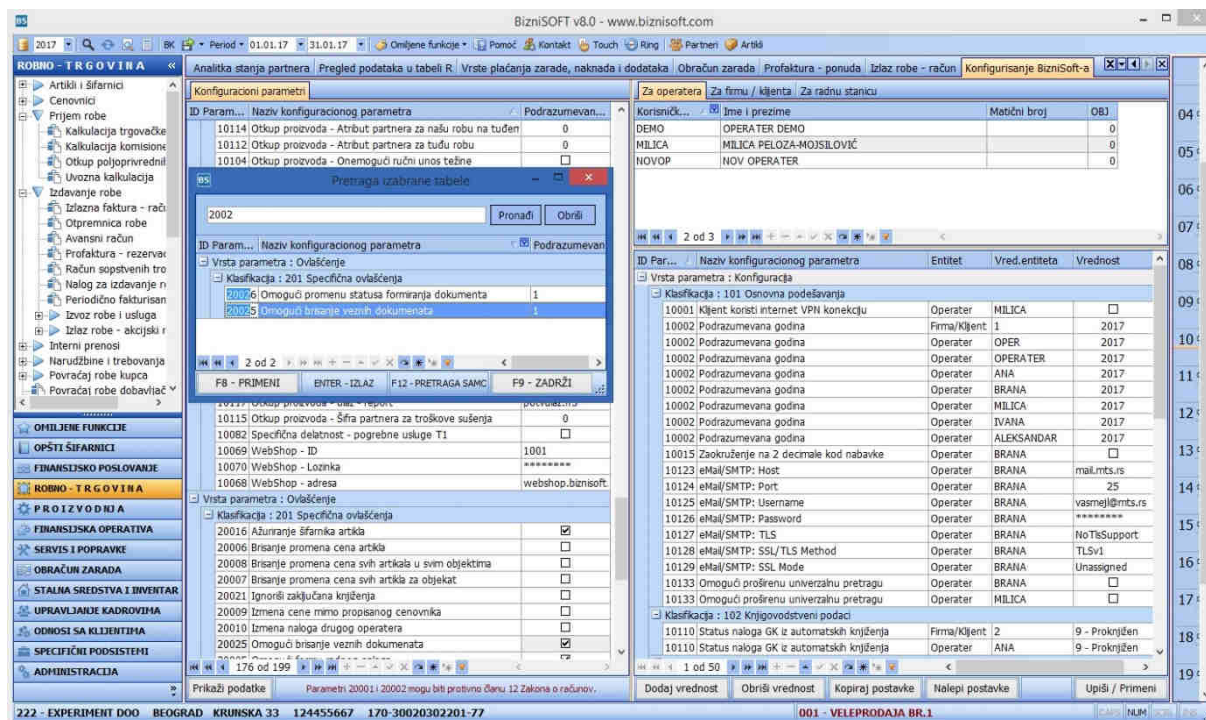 BizniSOFT v8.0 - www.biznisoft.com
2017 BK Period 01.01.17 31.01.17 Omiljene funkcije Pomoć Kontakt Touch Ring Partneri Artikli
ROBNO - T R G O V I N A «
Artikli i šifarnici
Cenovnici
Prijem robe
Kalkulacija trgovačke
Kalkulacija komisione
Otkup poljoprivrednil
Uvozna kalkulacija
Izdavanje robe
Izlazna faktura - raču
Otpremnica robe
Avansni račun
Profaktura - rezervac
Račun sopstvenih tro
Nalog za izdavanje r
Periodično fakturisan
Izvoz robe i usluga
Izlaz robe - akcijski r
Interni prenosi
Narudžbine i trebovanja
Povraćaj robe kupca
Povraćaj robe dobavljač
OMILJENE FUNKCIJE
OPŠTI ŠIFARNICI
FINANSIJSKO POSLOVANJE
ROBNO - T R G O V I N A
P R O I Z V O D NJ A
FINANSIJSKA OPERATIVA
SERVIS I POPRAVKE
OBRAČUN ZARADA
STALNA SREDSTVA I INVENTAR
UPRAVLJANJE KADROVIMA
ODNOSI SA KLIJENTIMA
SPECIFIČNI PODSISTEMI
ADMINISTRACIJA
Analitka stanja partnera Pregled podataka u tabeli R Vrste plaćanja zarade, naknada i dodataka Obračun zarada Profaktura - ponuda Izlaz robe - račun Konfigurisanje BizniSoft-a
Konfiguracioni parametri
ID Param... Naziv konfiguracionog parametra Podrazumevan...
10114 Otkup proizvoda - Atribut partnera za našu robu na tuđem 0
10112 Otkup proizvoda - Atribut partnera za tuđu robu 0
10104 Otkup proizvoda - Onemogući ručni unos težine
Pretraga izabrane tabele
2002 Pronađi Obriši
ID Param... Naziv konfiguracionog parametra Podrazumevan
Vrsta parametra : Ovlašćenje
Klasifikacija : 201 Specifična ovlašćenja
20026 Omogući promenu statusa formiranja dokumenta 1
20025 Omogući brisanje veznih dokumenata 1
2 od 2
F8 - PRIMENI ENTER - IZLAZ F12 - PRETRAGA SAMC F9 - ZADRŽI
10115 Otkup proizvoda - Šifra partnera za troškove sušenja 0
10082 Specifična delatnost - pogrebne usluge T1
10069 WebShop - ID 1001
10070 WebShop - Lozinka ********
10068 WebShop - adresa webshop.biznisoft.
Vrsta parametra : Ovlašćenje
Klasifikacija : 201 Specifična ovlašćenja
20016 Ažuriranje šifarnika artikla
20006 Brisanje promena cena artikla
20008 Brisanje promena cena svih artikala u svim objektima
20007 Brisanje promena cena svih artikla za objekat
20021 Ignoriši zaključana knjiženja
20009 Izmena cene mimo propisanog cenovnika
20010 Izmena naloga drugog operatera
20025 Omogući brisanje veznih dokumenata
176 od 199
Prikaži podatke Parametri 20001 i 20002 mogu biti protivno članu 12 Zakona o računov.
Za operatera Za firmu / klijenta Za radnu stanicu
Korisničk... Ime i prezime Matični broj OBJ
DEMO OPERATER DEMO 0
MILICA MILICA PELOZA-MOJSILOVIĆ 0
NOVOP NOV OPERATER 0
2 od 3
ID Par... Naziv konfiguracionog parametra Entitet Vred.entiteta Vrednost
Vrsta parametra : Konfiguracija
Klasifikacija : 101 Osnovna podešavanja
10001 Klijent koristi internet VPN konekciju Operater MILICA
10002 Podrazumevana godina Firma/Klijent 1 2017
10002 Podrazumevana godina Operater OPER 2017
10002 Podrazumevana godina Operater OPERATER 2017
10002 Podrazumevana godina Operater ANA 2017
10002 Podrazumevana godina Operater BRANA 2017
10002 Podrazumevana godina Operater MILICA 2017
10002 Podrazumevana godina Operater IVANA 2017
10002 Podrazumevana godina Operater ALEKSANDAR 2017
10015 Zaokruženje na 2 decimale kod nabavke Operater BRANA
10123 eMail/SMTP: Host Operater BRANA mail.mts.rs
10124 eMail/SMTP: Port Operater BRANA 25
10125 eMail/SMTP: Username Operater BRANA vasmejl@mts.rs
10126 eMail/SMTP: Password Operater BRANA ********
10127 eMail/SMTP: TLS Operater BRANA NoTlsSupport
10128 eMail/SMTP: SSL/TLS Method Operater BRANA TLSv1
10129 eMail/SMTP: SSL Mode Operater BRANA Unassigned
10133 Omogući proširenu univerzalnu pretragu Operater BRANA
10133 Omogući proširenu univerzalnu pretragu Operater MILICA
Klasifikacija : 102 Knjigovodstveni podaci
10110 Status naloga GK iz automatskih knjiženja Firma/Klijent 2 9 - Proknjižen
10110 Status naloga GK iz automatskih knjiženja Operater ANA 9 - Proknjižen
1 od 50
Dodaj vrednost Obriši vrednost Kopiraj postavke Nalepi postavke Upiši / Primeni
04
05
06
07
08
09
10
11
12
13
14
15
16
17
18
19
222 - EXPERIMENT DOO BEOGRAD KRUNSKA 33 124455667 170-30020302201-77 001 - VELEPRODAJA BR.1 CAPS NUM